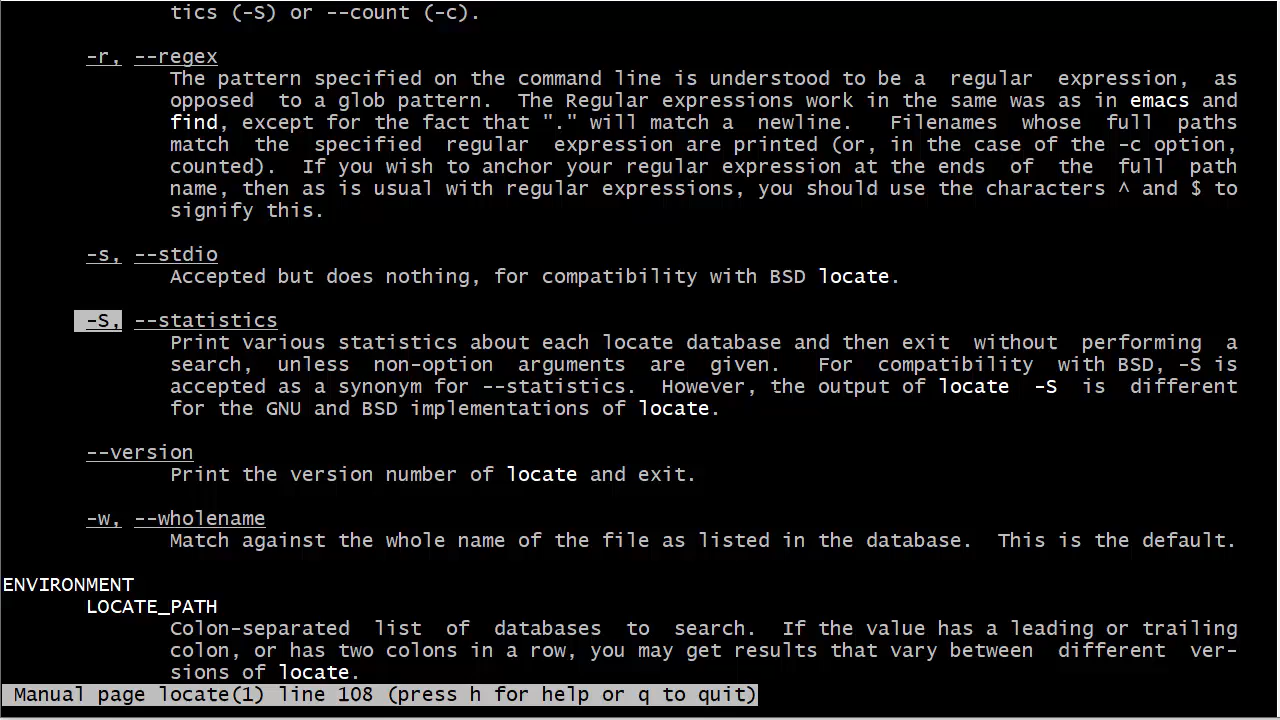 tics (-S) or --count (-c).
-r, --regex
The pattern specified on the command line is understood to be a regular expression, as
opposed to a glob pattern. The Regular expressions work in the same was as in emacs and
find, except for the fact that "." will match a newline. Filenames whose full paths
match the specified regular expression are printed (or, in the case of the -c option,
counted). If you wish to anchor your regular expression at the ends of the full path
name, then as is usual with regular expressions, you should use the characters ^ and $ to
signify this.
-s, --stdio
Accepted but does nothing, for compatibility with BSD locate.
-S, --statistics
Print various statistics about each locate database and then exit without performing a
search, unless non-option arguments are given. For compatibility with BSD, -S is
accepted as a synonym for --statistics. However, the output of locate -S is different
for the GNU and BSD implementations of locate.
--version
Print the version number of locate and exit.
-w, --wholename
Match against the whole name of the file as listed in the database. This is the default.
ENVIRONMENT
LOCATE_PATH
Colon-separated list of databases to search. If the value has a leading or trailing
colon, or has two colons in a row, you may get results that vary between different ver-
sions of locate.
Manual page locate(1) line 108 (press h for help or q to quit)